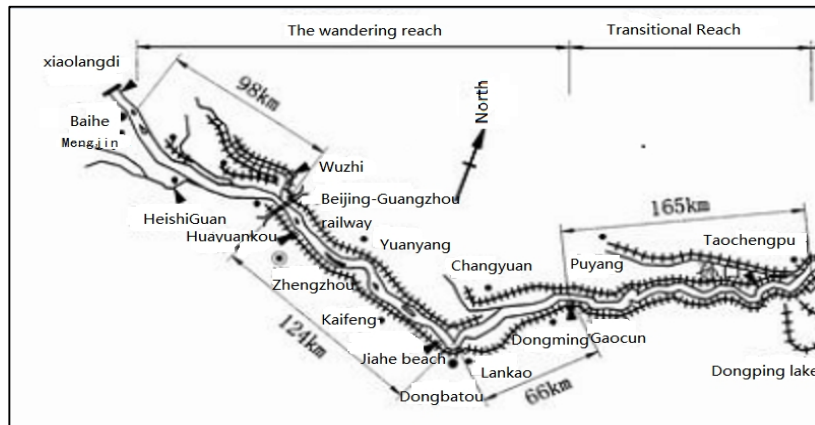 The wandering reach
Transitional Reach
xiaolangdi
98km
North
Baihe
Mengjin
Wuzhi
Beijing-Guangzhou
railway
165km
HeishiGuan
Huayuankou
Yuanyang
Taochengpu
Changyuan
Puyang
Zhengzhou
Kaifeng
124km
Dongming
Gaocun
Jiahe beach
Lankao
Dongping lake
66km
Dongbatou